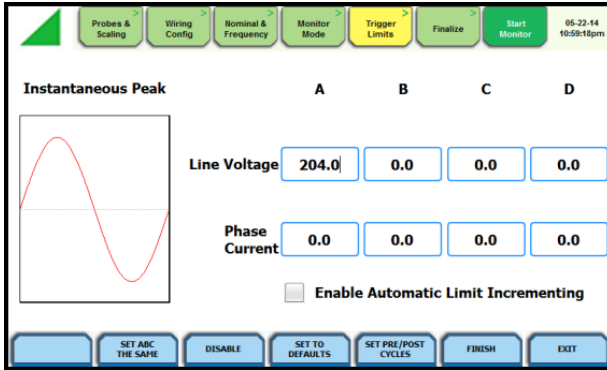 Probes & Scaling
Wiring Config
Nominal & Frequency
Monitor Mode
Trigger Limits
Finalize
Start Monitor
05-22-14
10:59:18pm
Instantaneous Peak
A B C D
Line Voltage 204.0 0.0 0.0 0.0
Phase Current 0.0 0.0 0.0 0.0
Enable Automatic Limit Incrementing
SET ABC THE SAME
DISABLE
SET TO DEFAULTS
SET PRE/POST CYCLES
FINISH
EXIT